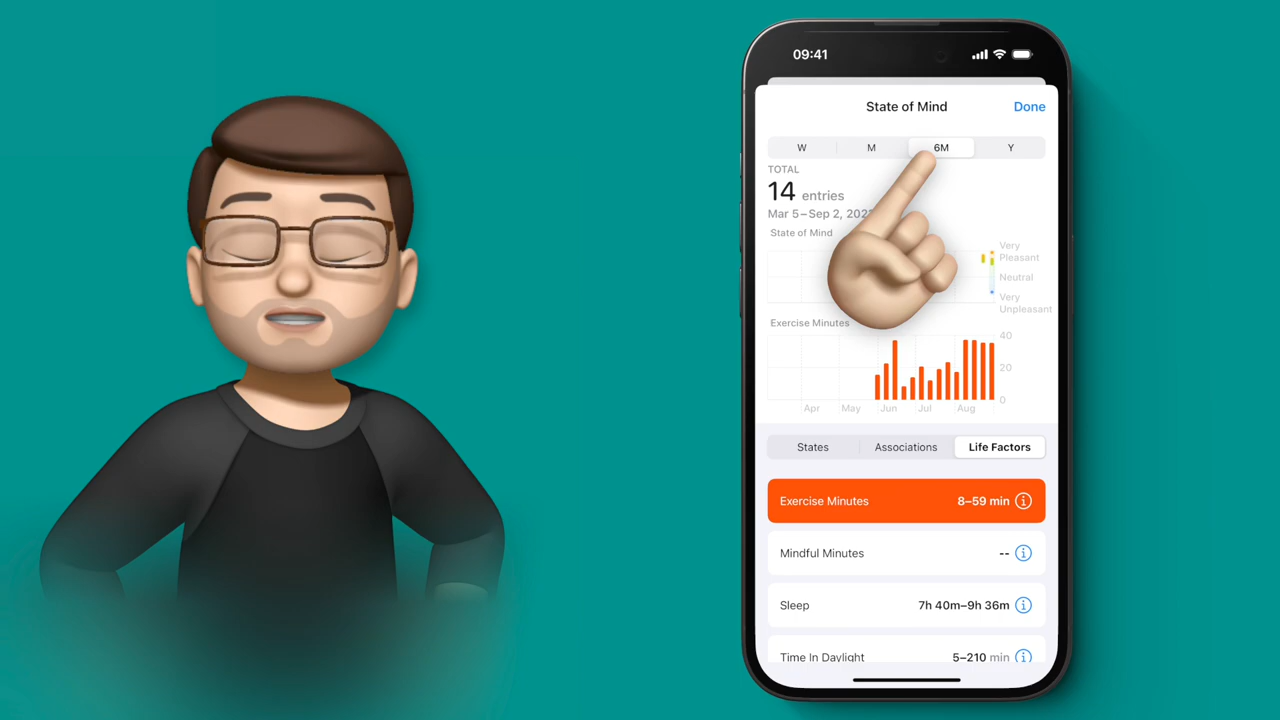 09:41
State of Mind
Done
W M 6M Y
TOTAL
14 entries
Mar 5–Sep 2, 202
State of Mind
Very
Pleasant
Neutral
Very
Unpleasant
Exercise Minutes
40
20
0
Apr May Jun Jul Aug
States Associations Life Factors
Exercise Minutes 8–59 min
Mindful Minutes --
Sleep 7h 40m–9h 36m
Time In Daylight 5–210 min